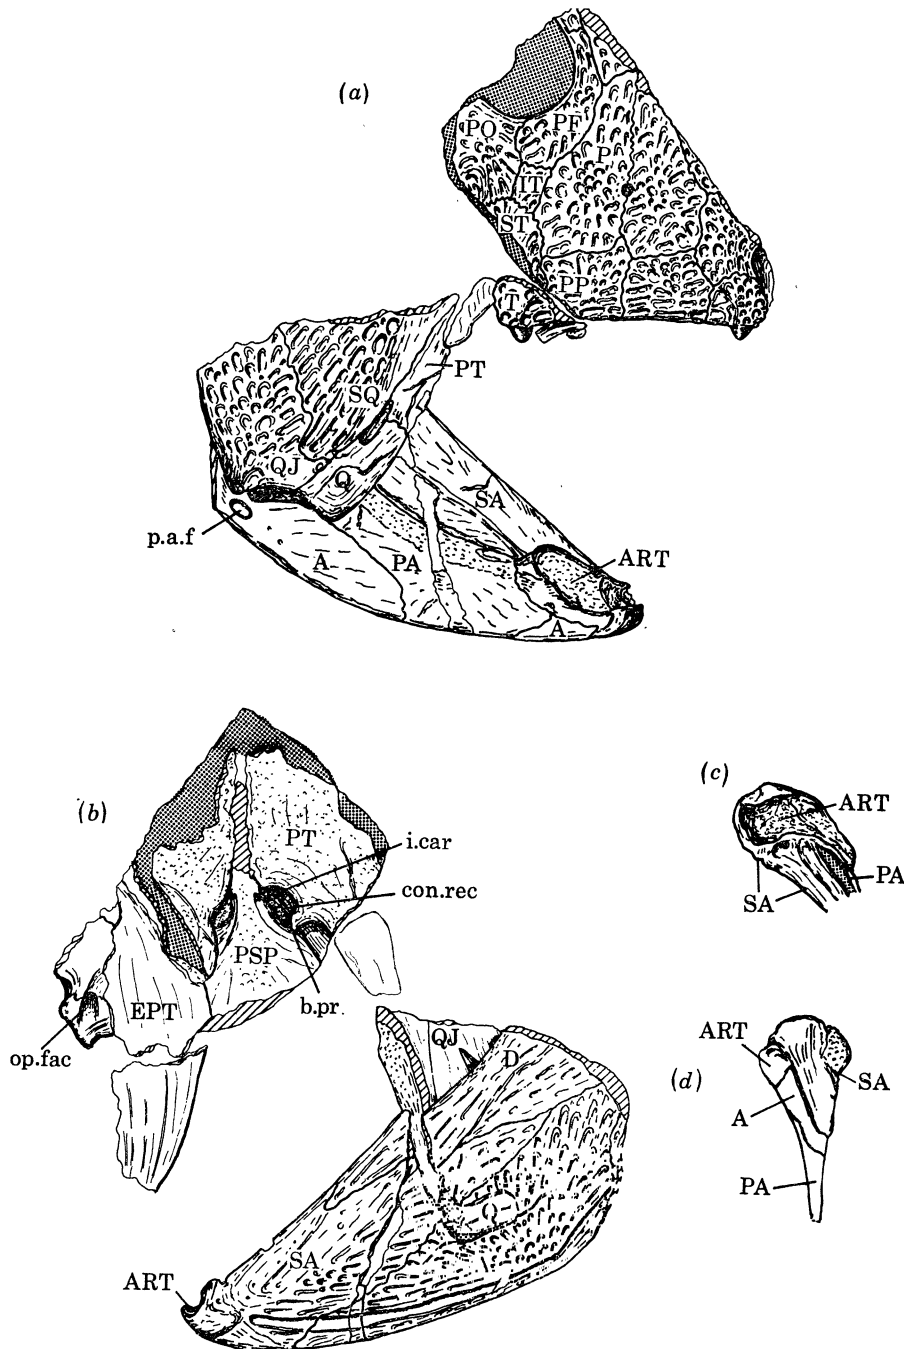 (a)
PO
PF
P
IT
ST
PP
T
PT
SQ
QJ
Q
SA
p.a.f
A
PA
ART
A
(b)
PT
i.car
con.rec
PSP
b.pr.
EPT
op.fac
QJ
D
Q
SA
ART
(c)
ART
PA
SA
(d)
ART
SA
A
PA